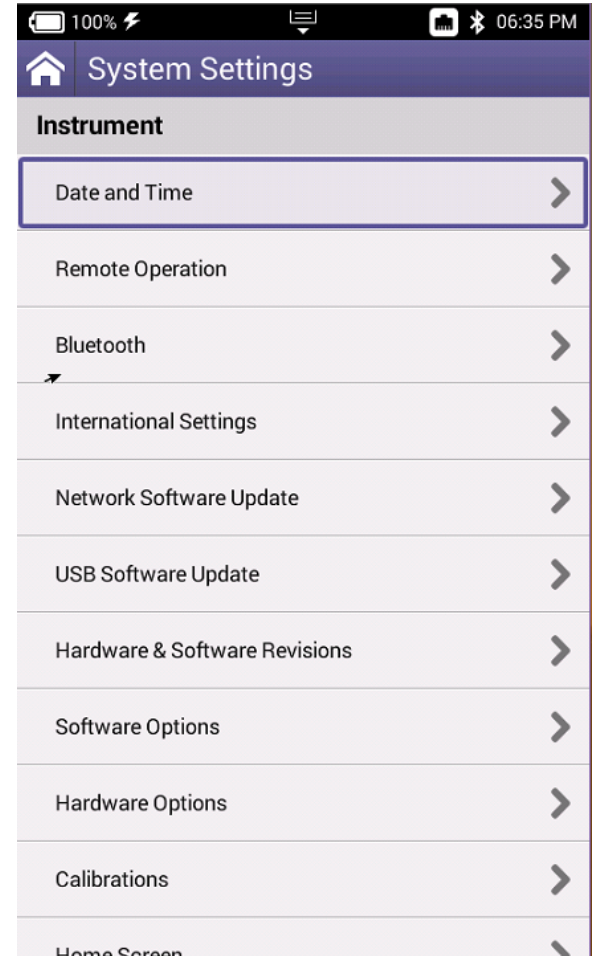 100% 06:35 PM
System Settings
Instrument
Date and Time
Remote Operation
Bluetooth
International Settings
Network Software Update
USB Software Update
Hardware & Software Revisions
Software Options
Hardware Options
Calibrations
Home Screen